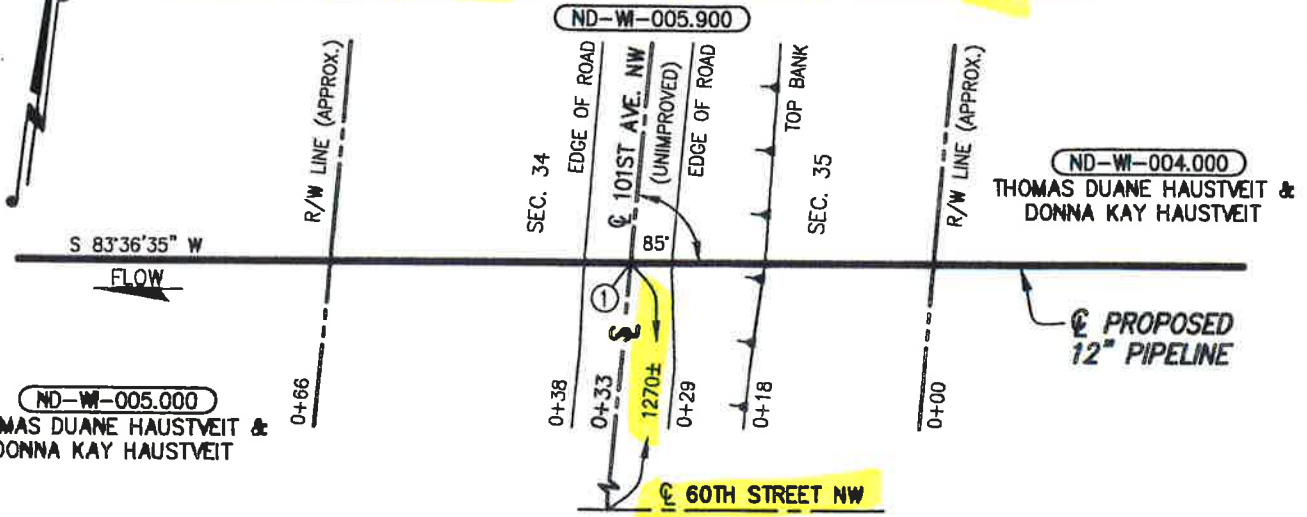 ND-WI-005.900
R/W LINE (APPROX.)
SEC. 34
EDGE OF ROAD
℄ 101ST AVE. NW
(UNIMPROVED)
EDGE OF ROAD
TOP BANK
SEC. 35
R/W LINE (APPROX.)
ND-WI-004.000
THOMAS DUANE HAUSTVEIT &
DONNA KAY HAUSTVEIT
S 83°36'35" W
85°
FLOW
1
℄ PROPOSED
12" PIPELINE
ND-WI-005.000
MAS DUANE HAUSTVEIT &
DONNA KAY HAUSTVEIT
0+66
0+38
0+33
1270±
0+29
0+18
0+00
℄ 60TH STREET NW